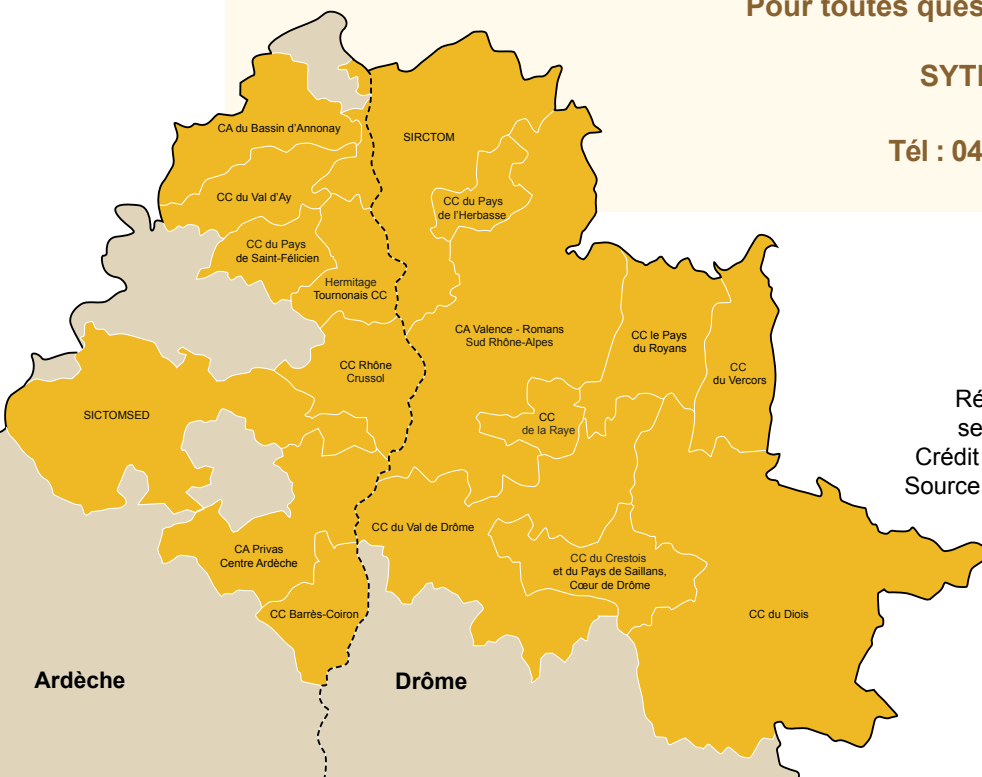 Pour toutes ques
SYT
Tél : 04
CA du Bassin d'Annonay
SIRCTOM
CC du Val d'Ay
CC du Pays
de l'Herbasse
CC du Pays
de Saint-Félicien
Hermitage
Tournonais CC
CA Valence - Romans
Sud Rhône-Alpes
CC le Pays
du Royans
CC
du Vercors
CC Rhône
Crussol
SICTOMSED
CC
de la Raye
Ré
se
Crédit
Source
CC du Val de Drôme
CA Privas
Centre Ardèche
CC du Crestois
et du Pays de Saillans,
Cœur de Drôme
CC Barrès-Coiron
CC du Diois
Ardèche
Drôme